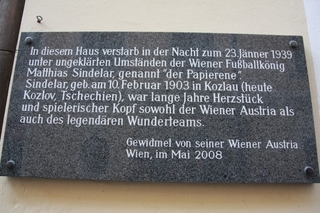 In diesem Haus verstarb in der Nacht zum 23. Jänner 1939
unter ungeklärten Umständen der Wiener Fußballkönig
Matthias Sindelar, genannt "der Papierene".
Sindelar, geb. am 10. Februar 1903 in Kozlau (heute
Kozlov, Tschechien), war lange Jahre Herzstück
und spielerischer Kopf sowohl der Wiener Austria als
auch des legendären Wunderteams.
Gewidmet von seiner Wiener Austria
Wien, im Mai 2008